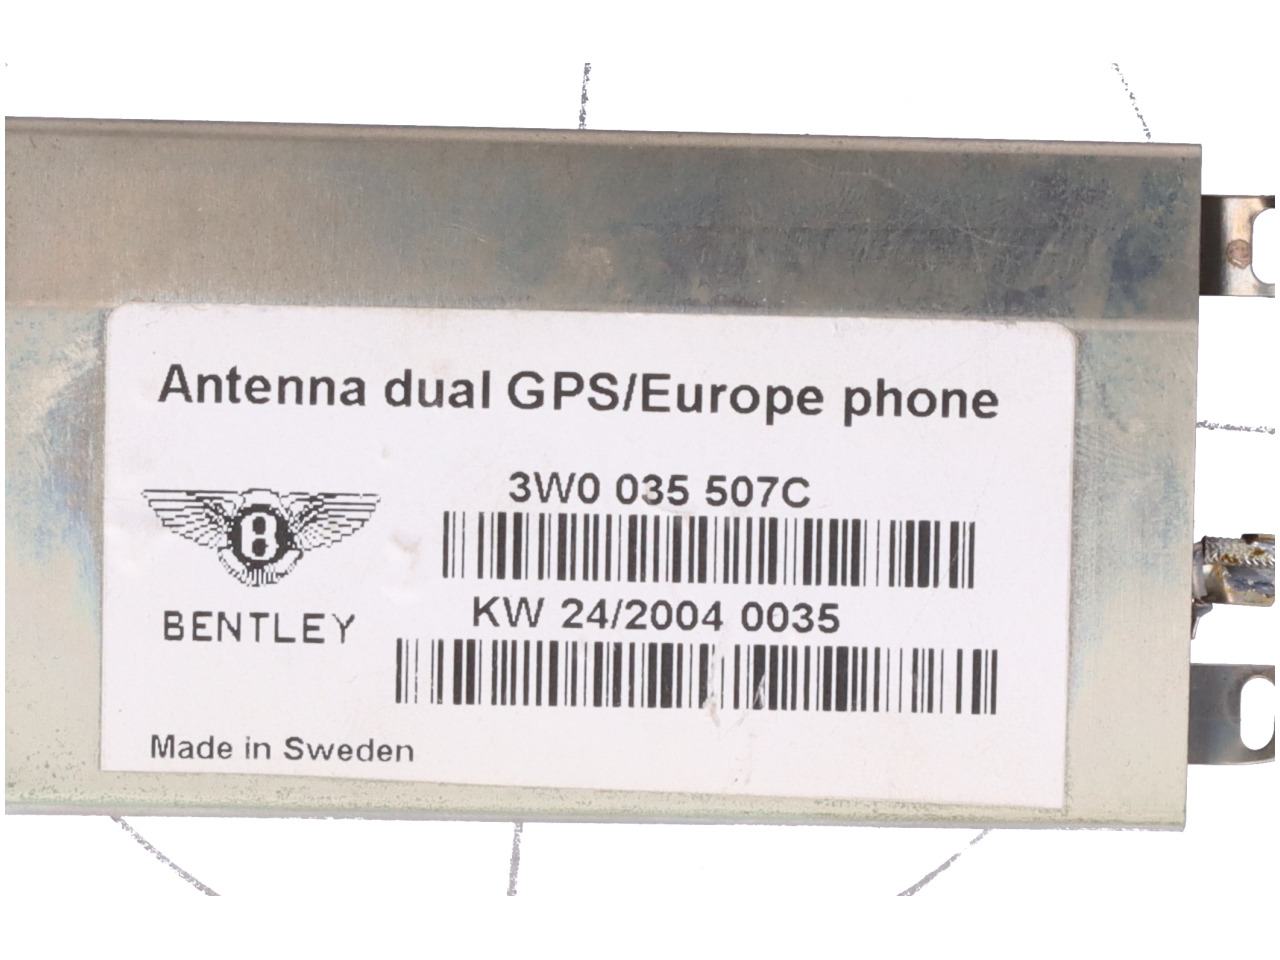 Antenna dual GPS/Europe phone
3W0 035 507C
B
BENTLEY
KW 24/2004 0035
Made in Sweden